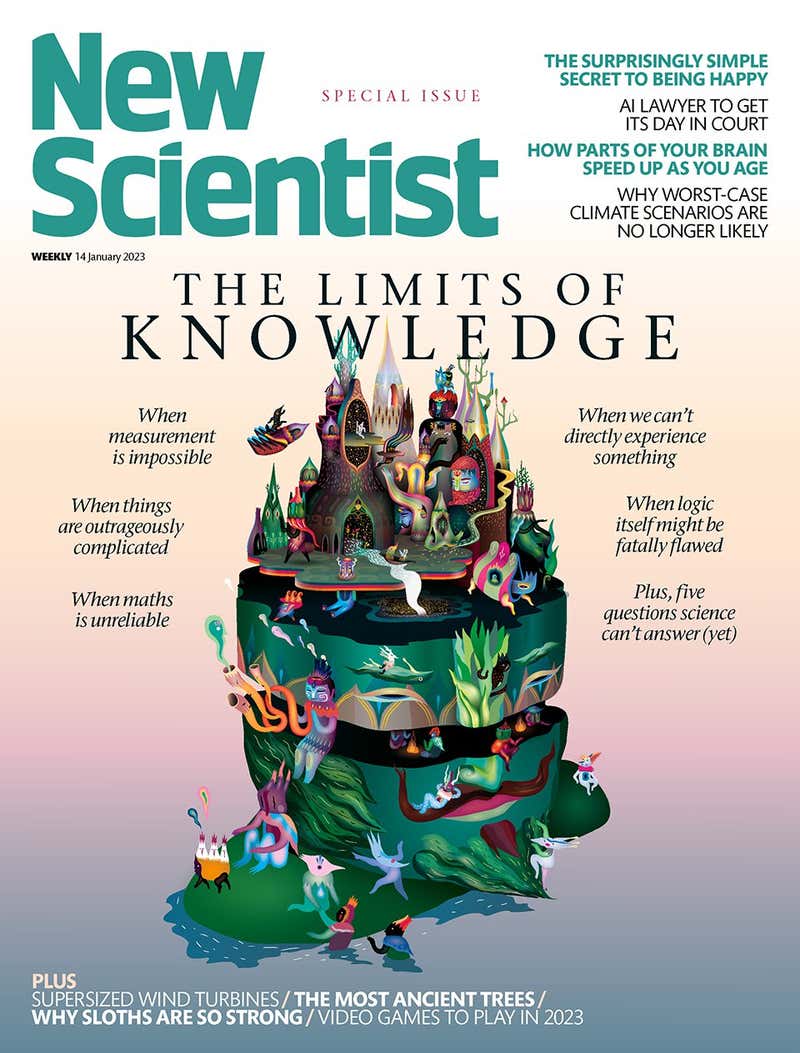 New
Scientist
SPECIAL ISSUE
THE SURPRISINGLY SIMPLE
SECRET TO BEING HAPPY
AI LAWYER TO GET
ITS DAY IN COURT
HOW PARTS OF YOUR BRAIN
SPEED UP AS YOU AGE
WHY WORST-CASE
CLIMATE SCENARIOS ARE
NO LONGER LIKELY
WEEKLY 14 January 2023
THE LIMITS OF
KNOWLEDGE
When
measurement
is impossible
When things
are outrageously
complicated
When maths
is unreliable
When we can't
directly experience
something
When logic
itself might be
fatally flawed
Plus, five
questions science
can't answer (yet)
PLUS
SUPERSIZED WIND TURBINES / THE MOST ANCIENT TREES /
WHY SLOTHS ARE SO STRONG / VIDEO GAMES TO PLAY IN 2023